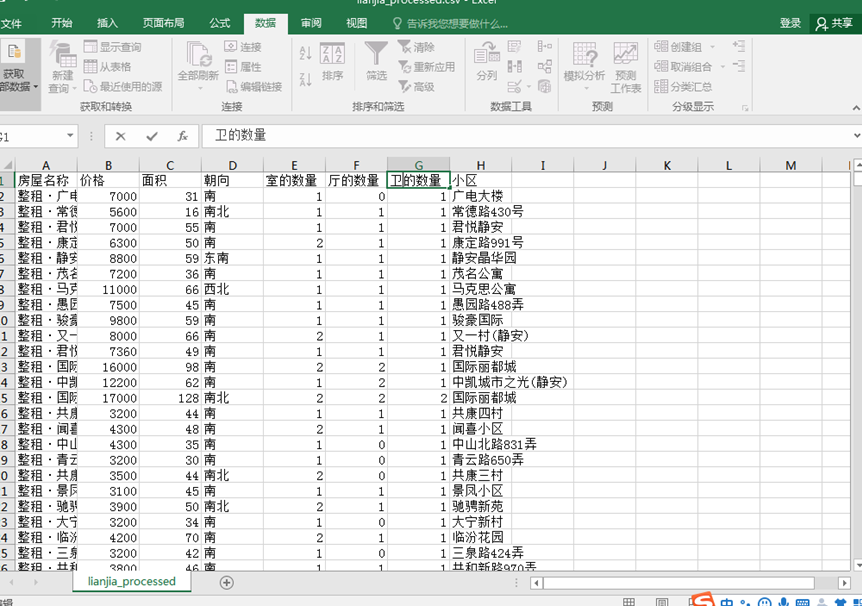 lianjia_processed.csv - Excel
文件 开始 插入 页面布局 公式 数据 审阅 视图 告诉我您想要做什么... 登录 共享
获取
部数据
新建
查询
显示查询
从表格
最近使用的源
获取和转换
全部刷新
连接
属性
编辑链接
连接
排序
筛选
清除
重新应用
高级
排序和筛选
分列
数据工具
模拟分析
预测
工作表
预测
创建组
取消组合
分类汇总
分级显示
G1 fx 卫的数量
A B C D E F G H I J K L M
房屋名称 价格 面积 朝向 室的数量 厅的数量 卫的数量 小区
整租·广电 7000 31 南 1 0 1 广电大楼
整租·常德 5600 16 南北 1 1 1 常德路430号
整租·君悦 7000 55 南 1 1 1 君悦静安
整租·康定 6300 50 南 2 1 1 康定路991号
整租·静安 8800 59 东南 1 1 1 静安晶华园
整租·茂名 7200 36 南 1 1 1 茂名公寓
整租·马克 11000 66 西北 1 1 1 马克思公寓
整租·愚园 7500 45 南 1 1 1 愚园路488弄
整租·骏豪 9800 59 南 1 1 1 骏豪国际
整租·又一 8000 66 南 2 1 1 又一村(静安)
整租·君悦 7360 49 南 1 1 1 君悦静安
整租·国际 16000 98 南 2 2 1 国际丽都城
整租·中凯 12200 62 南 1 2 1 中凯城市之光(静安)
整租·国际 17000 128 南北 2 2 2 国际丽都城
整租·共康 3200 44 南 1 1 1 共康四村
整租·闻喜 4300 48 南 2 1 1 闻喜小区
整租·中山 4300 35 南 1 0 1 中山北路831弄
整租·青云 3200 30 南 1 0 1 青云路650弄
整租·共康 3500 44 南北 2 0 1 共康三村
整租·景凤 3100 45 南 1 1 1 景凤小区
整租·驰骋 3900 50 南北 2 1 1 驰骋新苑
整租·大宁 3200 34 南 1 0 1 大宁新村
整租·临汾 4200 70 南 2 1 1 临汾花园
整租·三泉 3200 42 南 1 0 1 三泉路424弄
整租·共和 3800 46 南 1 1 1 共和新路970弄
lianjia_processed
中